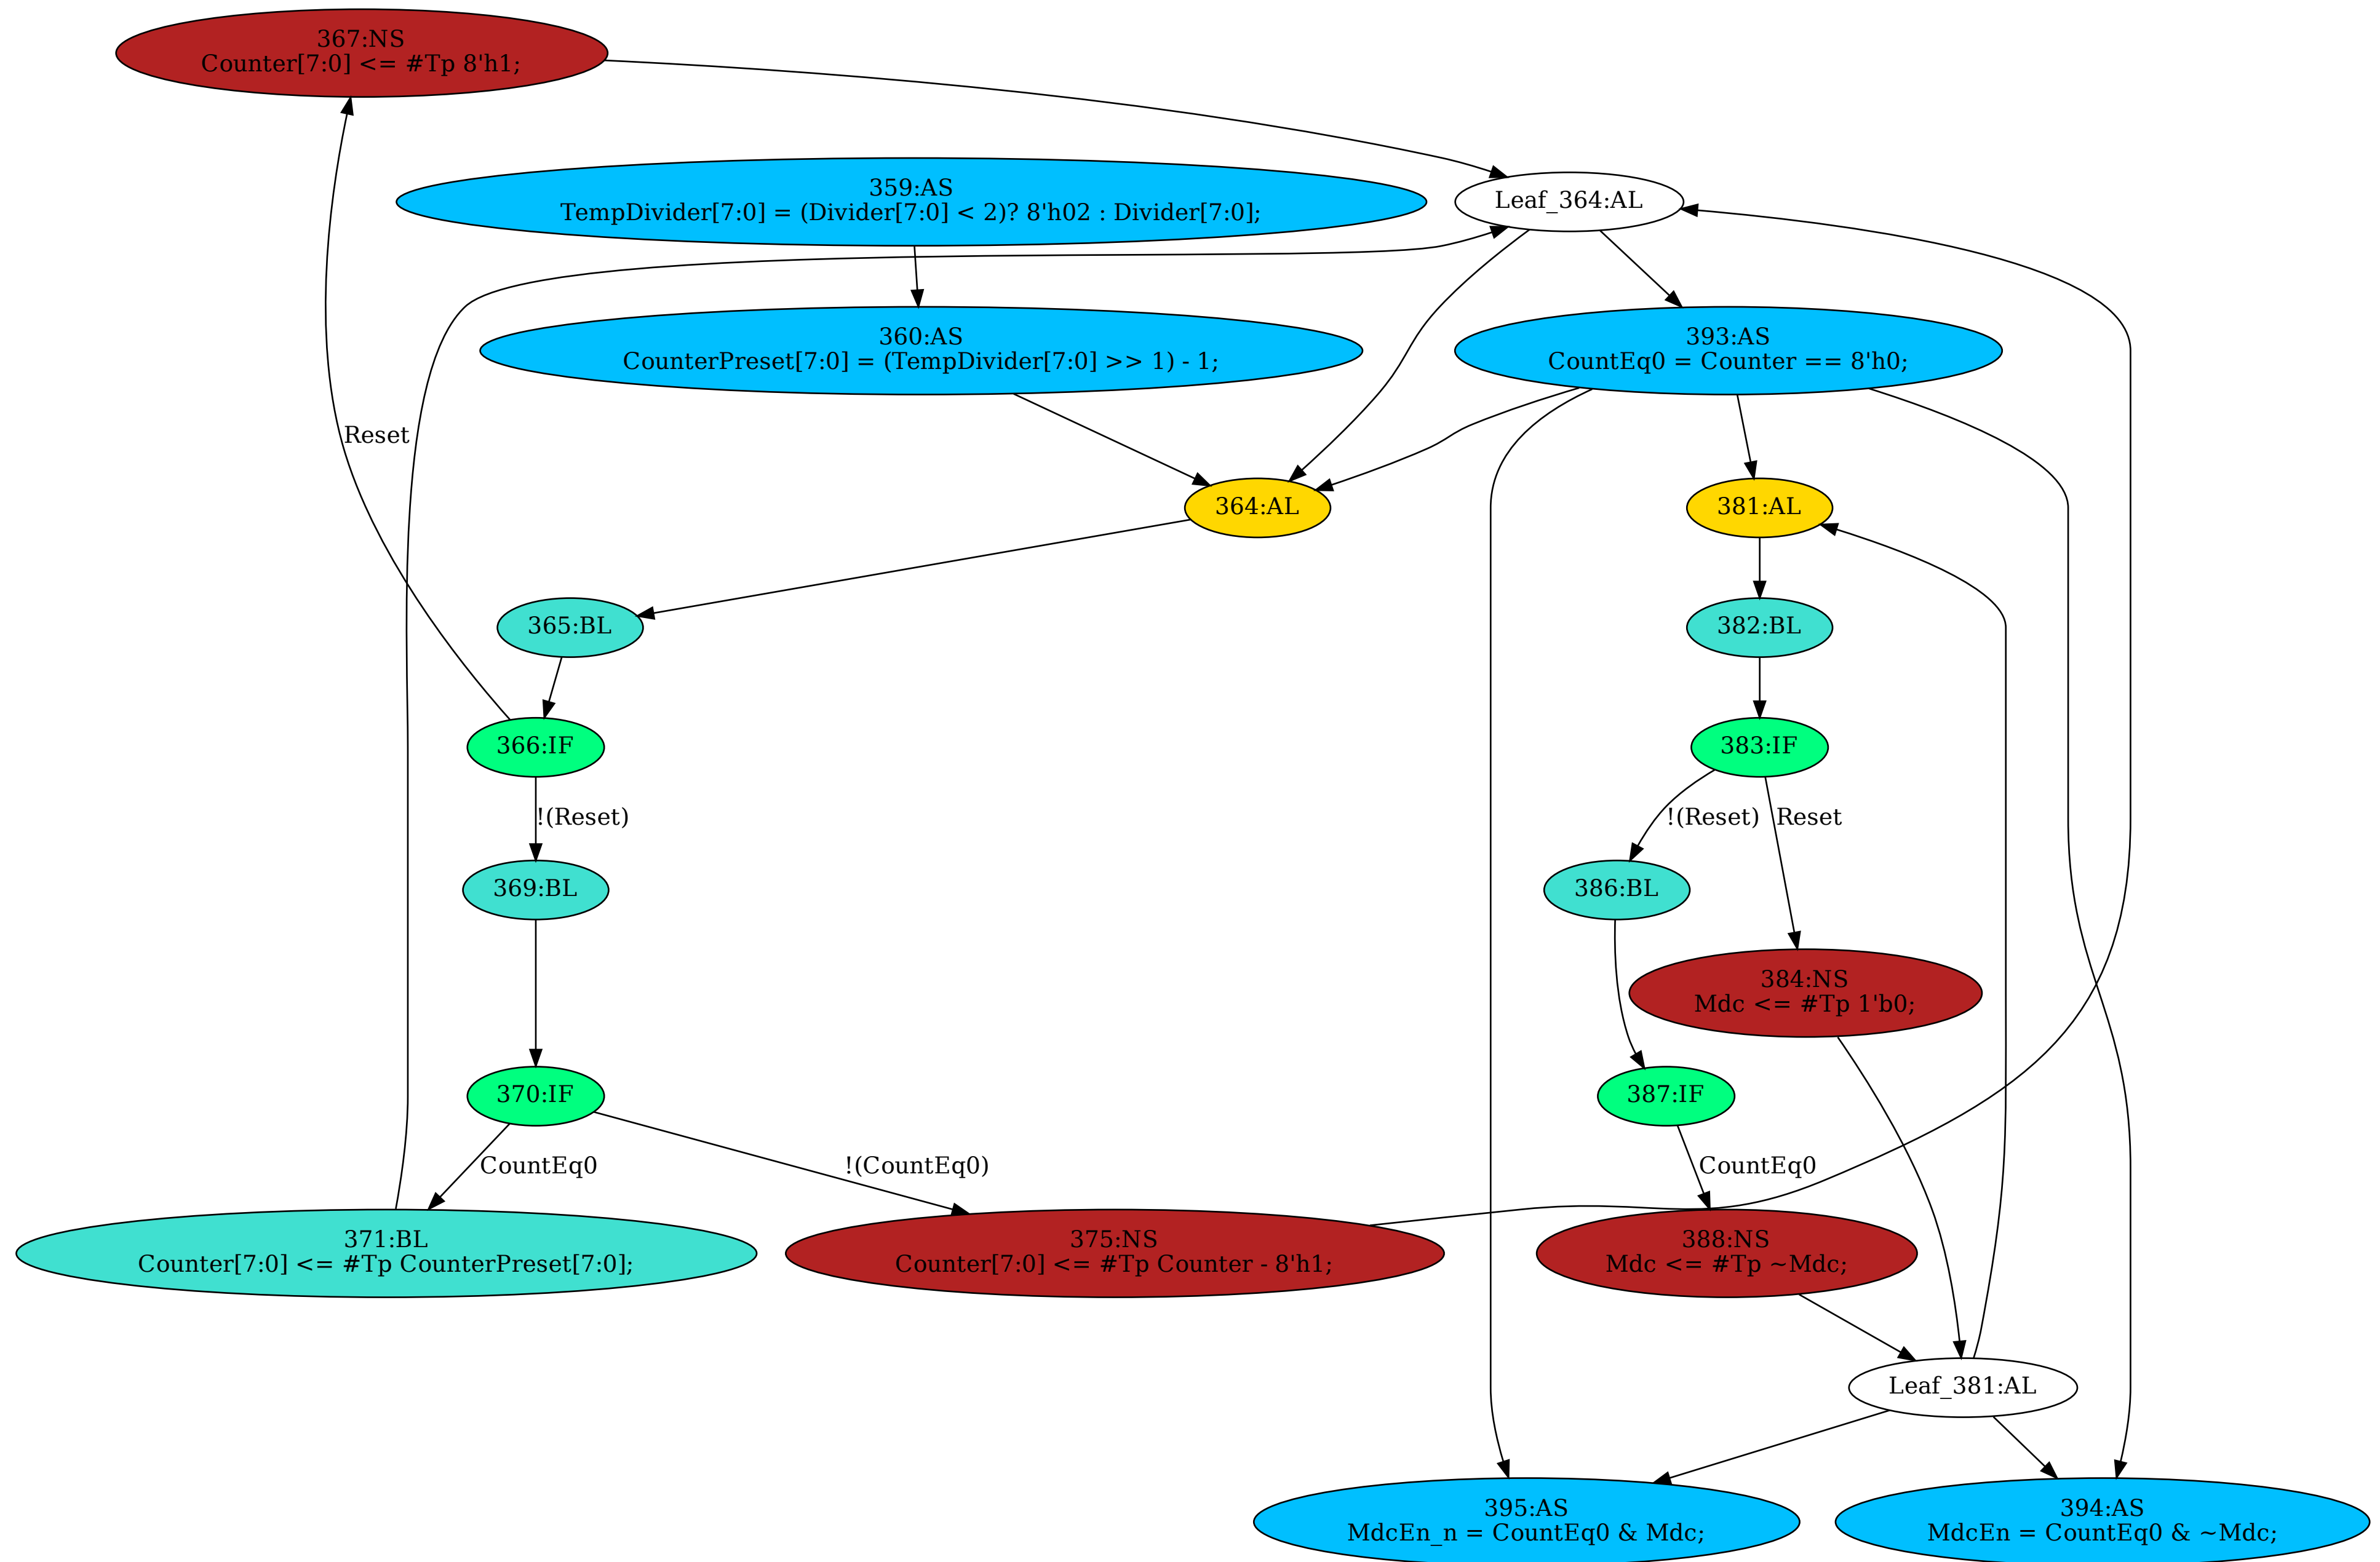 367:NS
Counter[7:0] <= #Tp 8'h1;
359:AS
TempDivider[7:0] = (Divider[7:0] < 2)? 8'h02 : Divider[7:0];
Leaf_364:AL
360:AS
CounterPreset[7:0] = (TempDivider[7:0] >> 1) - 1;
393:AS
CountEq0 = Counter == 8'h0;
Reset
364:AL
381:AL
365:BL
382:BL
366:IF
383:IF
!(Reset)
!(Reset)
Reset
369:BL
386:BL
384:NS
Mdc <= #Tp 1'b0;
370:IF
387:IF
CountEq0
!(CountEq0)
CountEq0
371:BL
Counter[7:0] <= #Tp CounterPreset[7:0];
375:NS
Counter[7:0] <= #Tp Counter - 8'h1;
388:NS
Mdc <= #Tp ~Mdc;
Leaf_381:AL
395:AS
MdcEn_n = CountEq0 & Mdc;
394:AS
MdcEn = CountEq0 & ~Mdc;